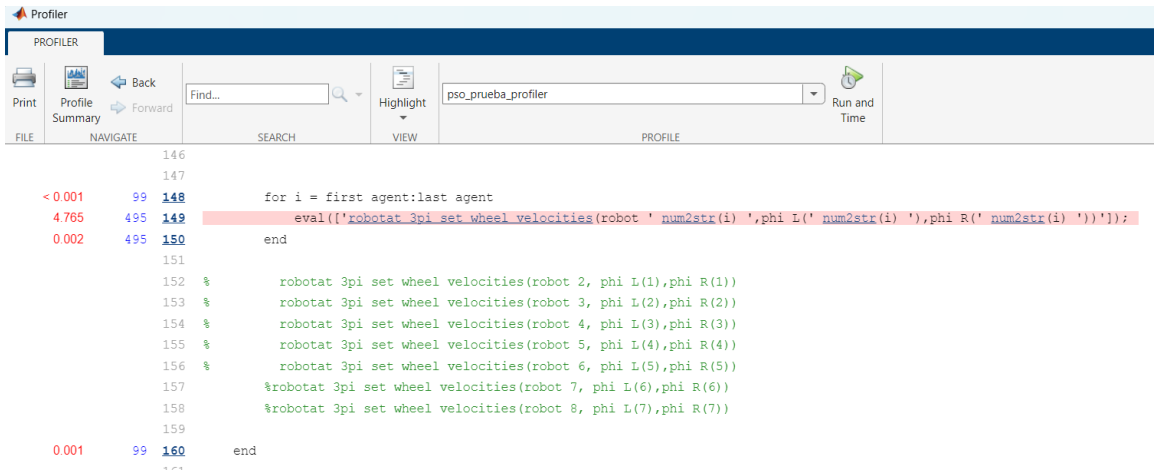 Profiler
PROFILER
Print
Profile Summary
Back
Forward
Find...
Highlight
pso_prueba_profiler
Run and Time
FILE NAVIGATE SEARCH VIEW PROFILE
146
147
< 0.001 99 148 for i = first agent:last agent
4.765 495 149 eval(['robotat 3pi set wheel velocities(robot ' num2str(i) ',phi L(' num2str(i) '),phi R(' num2str(i) '))']);
0.002 495 150 end
151
152 % robotat 3pi set wheel velocities(robot 2, phi L(1),phi R(1))
153 % robotat 3pi set wheel velocities(robot 3, phi L(2),phi R(2))
154 % robotat 3pi set wheel velocities(robot 4, phi L(3),phi R(3))
155 % robotat 3pi set wheel velocities(robot 5, phi L(4),phi R(4))
156 % robotat 3pi set wheel velocities(robot 6, phi L(5),phi R(5))
157 %robotat 3pi set wheel velocities(robot 7, phi L(6),phi R(6))
158 %robotat 3pi set wheel velocities(robot 8, phi L(7),phi R(7))
159
0.001 99 160 end
161